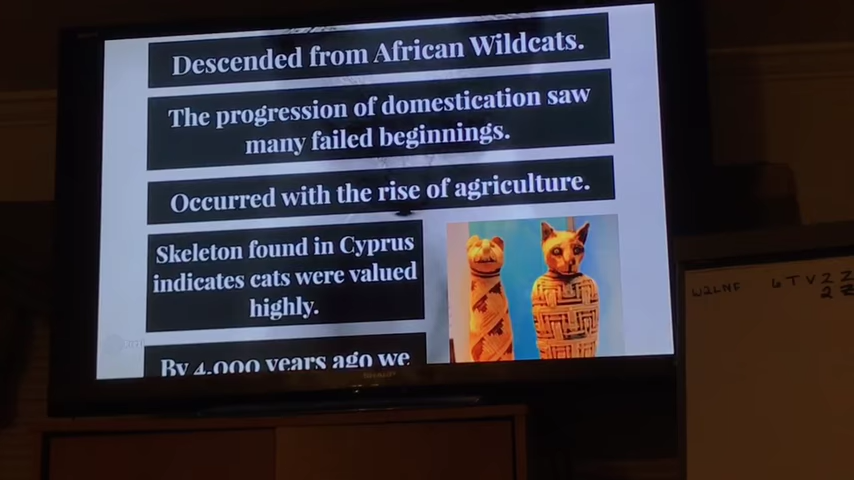 Descended from African Wildcats.
The progression of domestication saw
many failed beginnings.
Occurred with the rise of agriculture.
Skeleton found in Cyprus
indicates cats were valued
highly.
By 4,000 years ago we